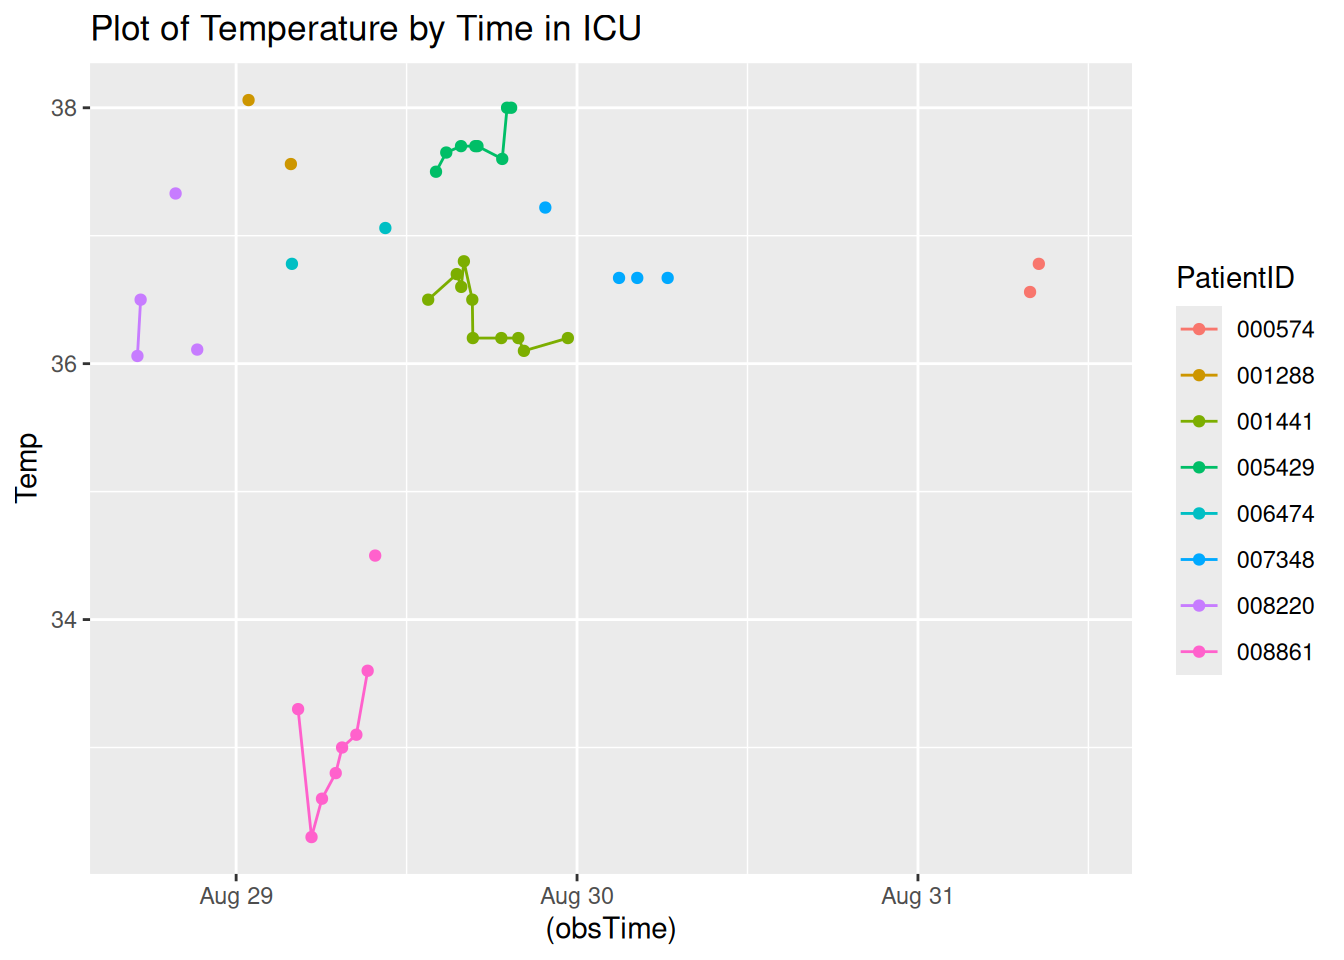 Plot of Temperature by Time in ICU
38
36
34
Temp
Aug 29
Aug 30
Aug 31
(obsTime)
PatientID
000574
001288
001441
005429
006474
007348
008220
008861